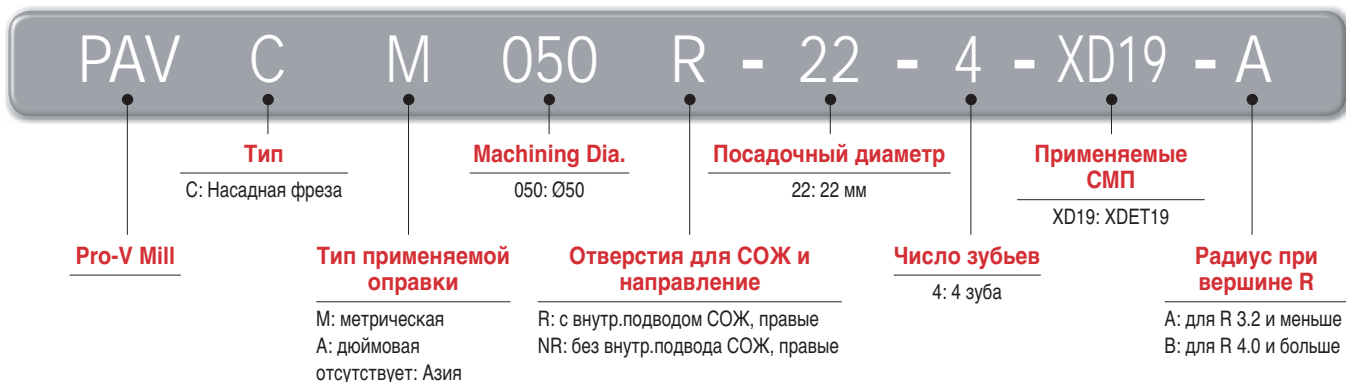 PAV C M 050 R - 22 - 4 - XD19 - A
Тип
C: Насадная фреза
Machining Dia.
050: Ø50
Посадочный диаметр
22: 22 мм
Применяемые
СМП
XD19: XDET19
Pro-V Mill
Тип применяемой
оправки
M: метрическая
A: дюймовая
отсутствует: Азия
Отверстия для СОЖ и
направление
R: с внутр.подводом СОЖ, правые
NR: без внутр.подвода СОЖ, правые
Число зубьев
4: 4 зуба
Радиус при
вершине R
A: для R 3.2 и меньше
B: для R 4.0 и больше